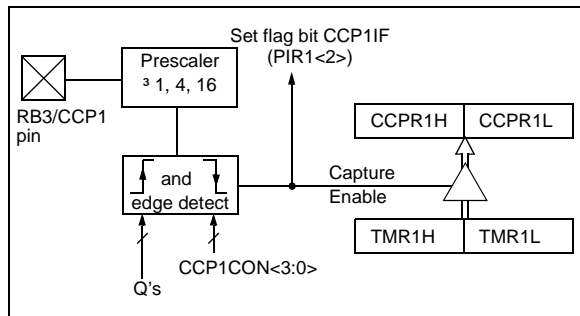 Set flag bit CCP1IF
(PIR1<2>)
Prescaler
³ 1, 4, 16
RB3/CCP1
pin
CCPR1H
CCPR1L
and
edge detect
Capture
Enable
TMR1H
TMR1L
CCP1CON<3:0>
Q's